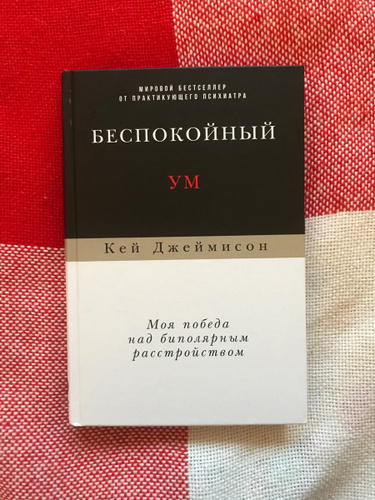 МИРОВОЙ БЕСТСЕЛЛЕР
ОТ ПРАКТИКУЮЩЕГО ПСИХИАТРА
БЕСПОКОЙНЫЙ
УМ
Кей Джеймисон
Моя победа
над биполярным
расстройством